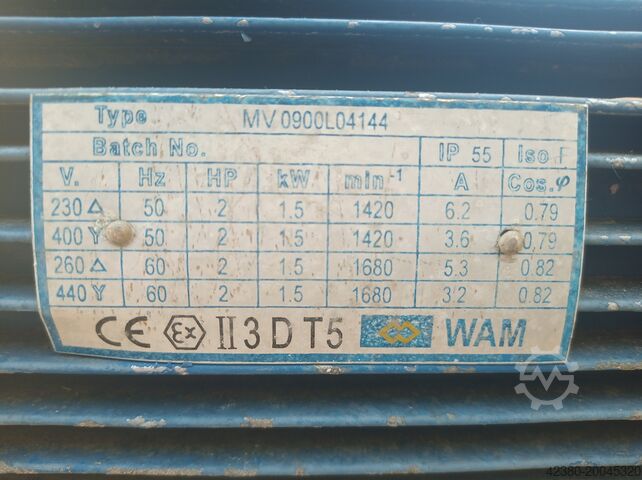 Type MV 0900L04144
Batch No. IP 55 Iso F
V. Hz HP kW min⁻¹ A Cos.φ
230 Δ 50 2 1.5 1420 6.2 0.79
400 Y 50 2 1.5 1420 3.6 0.79
260 Δ 60 2 1.5 1680 5.3 0.82
440 Y 60 2 1.5 1680 3.2 0.82
CE Ex II 3 D T5 WAM
42380-20045320